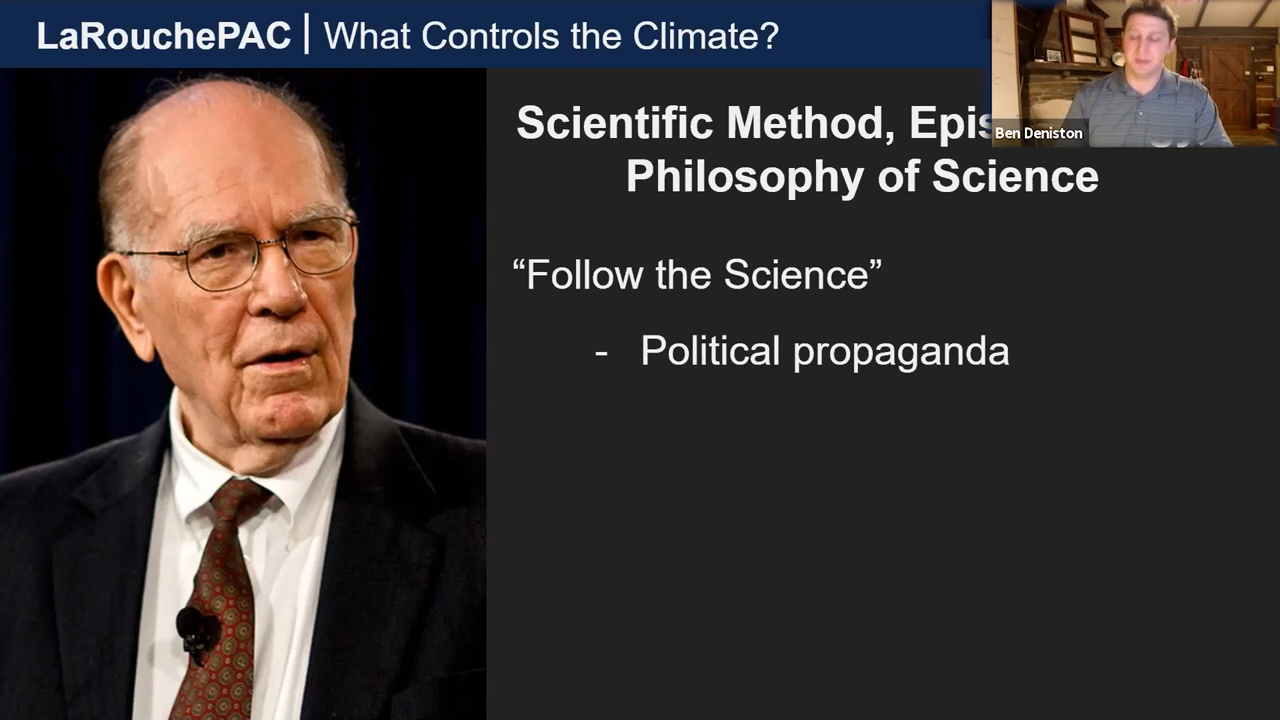 LaRouchePAC | What Controls the Climate?
Ben Deniston
Scientific Method, Epis
Philosophy of Science
“Follow the Science”
- Political propaganda